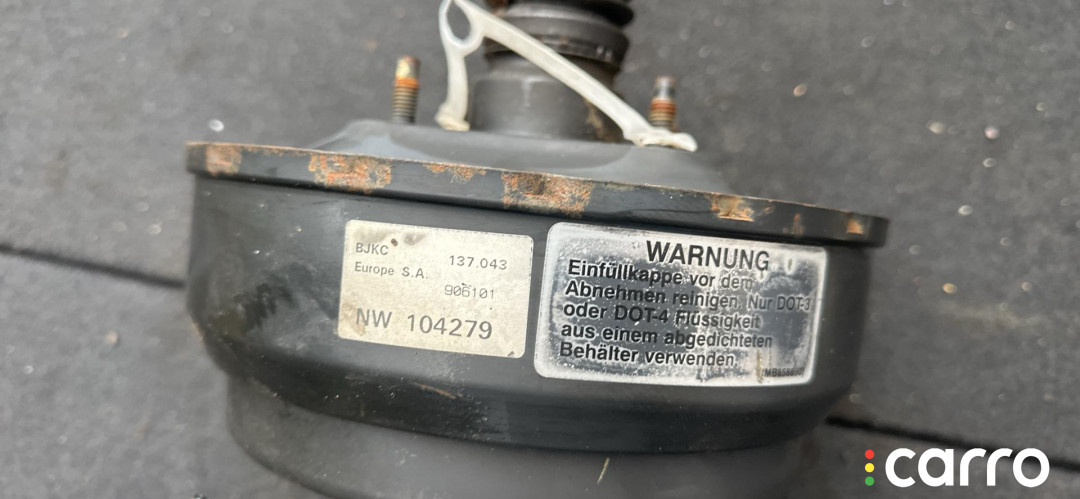 BJKC 137.043
Europe S.A.
906101
NW 104279
WARNUNG
Einfüllkappe vor dem
Abnehmen reinigen. Nur DOT-3
oder DOT-4 Flüssigkeit
aus einem abgedichteten
Behälter verwenden.
carro